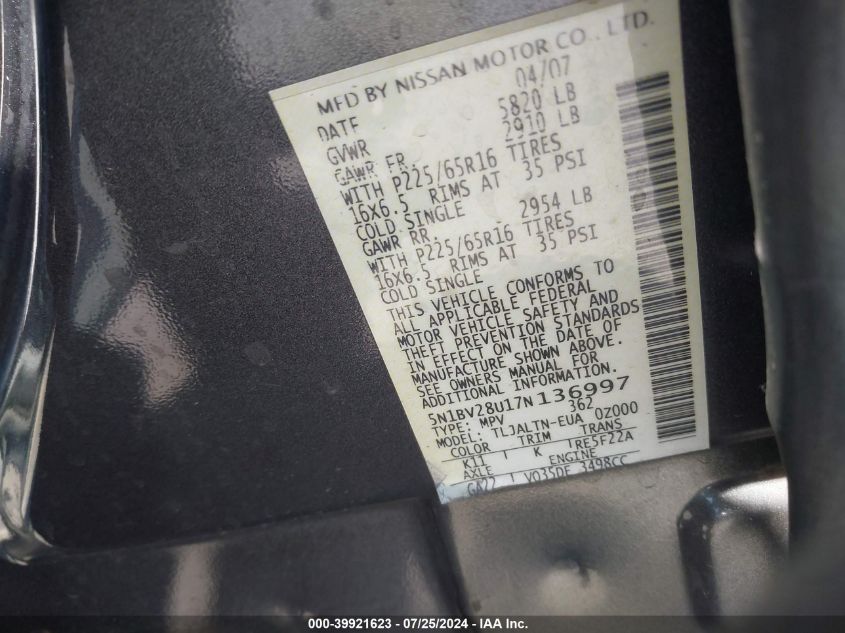 MFD BY NISSAN MOTOR CO., LTD.
DATE 04/07
GVWR 5820 LB
GAWR FR. 2910 LB
WITH P225/65R16 TIRES
16X6.5 RIMS AT 35 PSI
COLD SINGLE
GAWR RR. 2954 LB
WITH P225/65R16 TIRES
16X6.5 RIMS AT 35 PSI
COLD SINGLE
THIS VEHICLE CONFORMS TO
ALL APPLICABLE FEDERAL
MOTOR VEHICLE SAFETY AND
THEFT PREVENTION STANDARDS
IN EFFECT ON THE DATE OF
MANUFACTURE SHOWN ABOVE.
SEE OWNERS MANUAL FOR
ADDITIONAL INFORMATION.
5N1BV28U17N136997
TYPE: MPV 362
MODEL: TLJALTN-EUA 0Z000
COLOR TRIM TRANS
K11 K RE5F22A
AXLE ENGINE
GA22 VQ35DE 3498CC
000-39921623 - 07/25/2024 - IAA Inc.